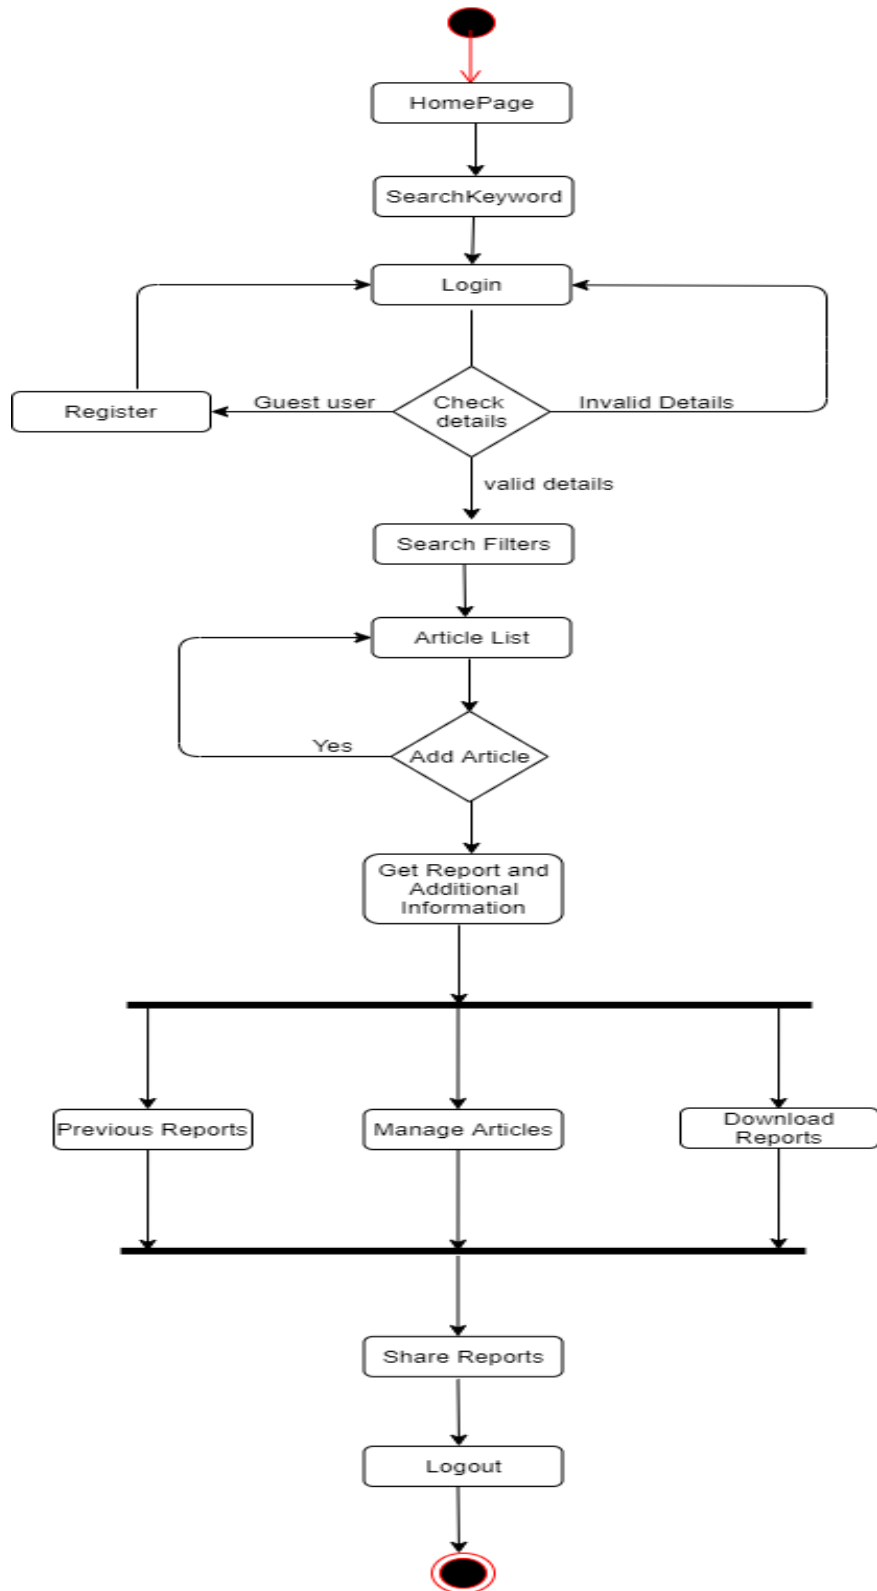 HomePage
SearchKeyword
Login
Register
Guest user
Check
details
Invalid Details
valid details
Search Filters
Article List
Yes
Add Article
Get Report and
Additional
Information
Previous Reports
Manage Articles
Download
Reports
Share Reports
Logout